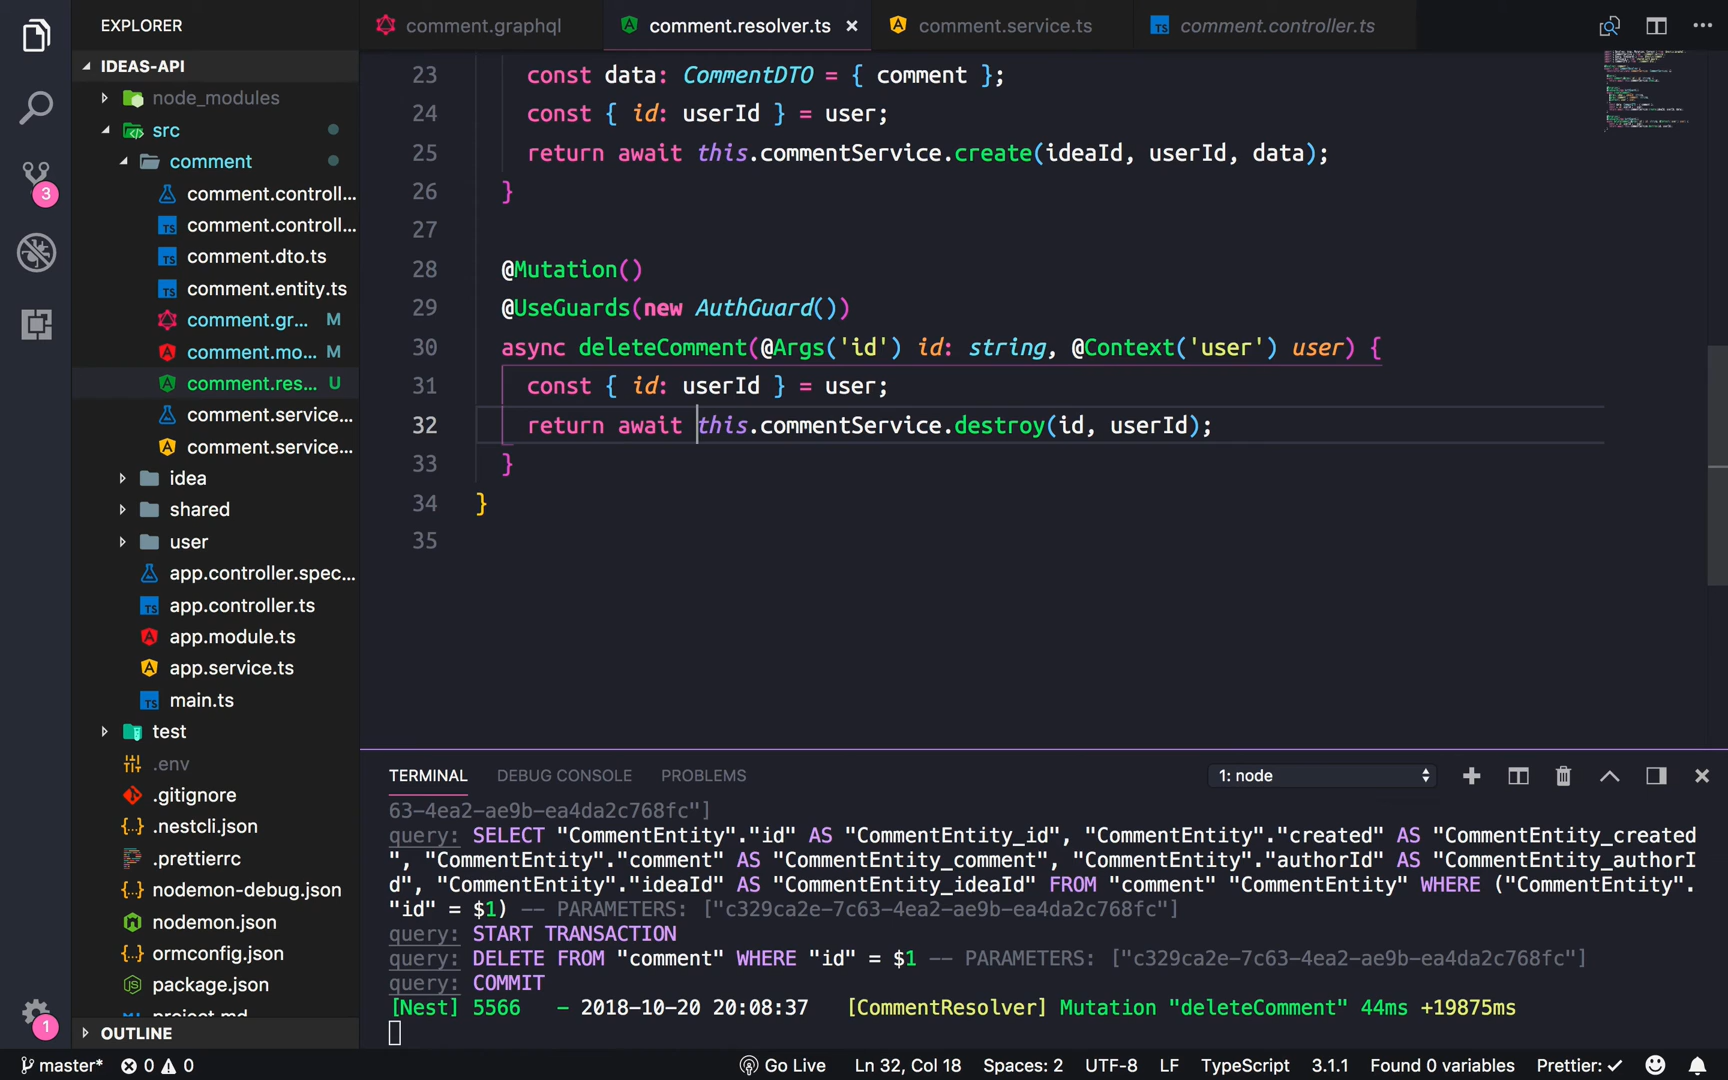 EXPLORER
comment.graphql
comment.resolver.ts ×
comment.service.ts
comment.controller.ts
IDEAS-API
node_modules
src
comment
comment.controll...
comment.controll...
comment.dto.ts
comment.entity.ts
comment.gr... M
comment.mo... M
comment.res... U
comment.service...
comment.service...
idea
shared
user
app.controller.spec...
app.controller.ts
app.module.ts
app.service.ts
main.ts
test
.env
.gitignore
.nestcli.json
.prettierrc
nodemon-debug.json
nodemon.json
ormconfig.json
package.json
project.md
OUTLINE
3
1
23 const data: CommentDTO = { comment };
24 const { id: userId } = user;
25 return await this.commentService.create(ideaId, userId, data);
26 }
27
28 @Mutation()
29 @UseGuards(new AuthGuard())
30 async deleteComment(@Args('id') id: string, @Context('user') user) {
31 const { id: userId } = user;
32 return await this.commentService.destroy(id, userId);
33 }
34 }
35
TERMINAL DEBUG CONSOLE PROBLEMS 1: node
63-4ea2-ae9b-ea4da2c768fc"]
query: SELECT "CommentEntity"."id" AS "CommentEntity_id", "CommentEntity"."created" AS "CommentEntity_created
", "CommentEntity"."comment" AS "CommentEntity_comment", "CommentEntity"."authorId" AS "CommentEntity_authorI
d", "CommentEntity"."ideaId" AS "CommentEntity_ideaId" FROM "comment" "CommentEntity" WHERE ("CommentEntity".
"id" = $1) -- PARAMETERS: ["c329ca2e-7c63-4ea2-ae9b-ea4da2c768fc"]
query: START TRANSACTION
query: DELETE FROM "comment" WHERE "id" = $1 -- PARAMETERS: ["c329ca2e-7c63-4ea2-ae9b-ea4da2c768fc"]
query: COMMIT
[Nest] 5566 - 2018-10-20 20:08:37 [CommentResolver] Mutation "deleteComment" 44ms +19875ms
master* 0 0 Go Live Ln 32, Col 18 Spaces: 2 UTF-8 LF TypeScript 3.1.1 Found 0 variables Prettier: ✓